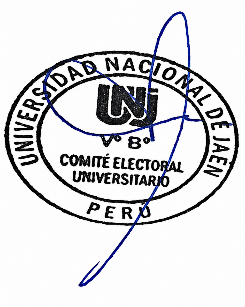 UNIVERSIDAD NACIONAL DE JAÉN
UNJ
V° B°
COMITÉ ELECTORAL
UNIVERSITARIO
PERÚ